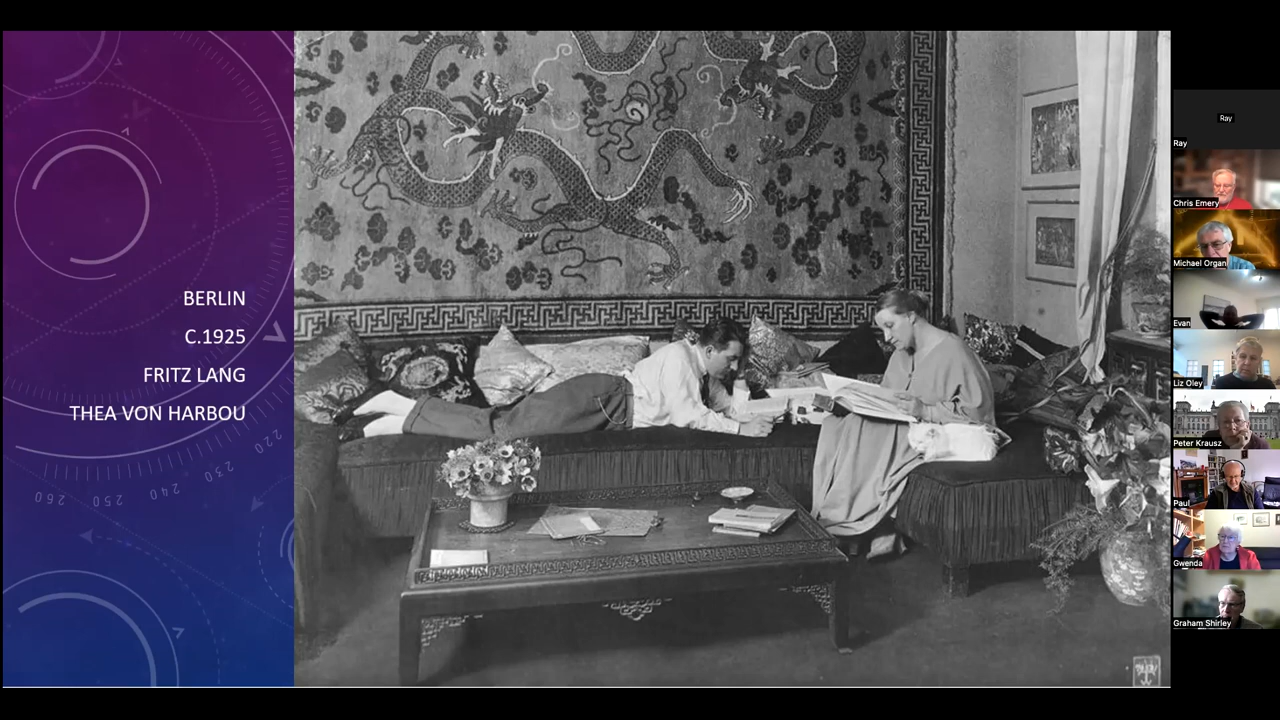 BERLIN
C.1925
FRITZ LANG
THEA VON HARBOU
220
230
240
250
260
Ray
Ray
Chris Emery
Michael Organ
Evan
Liz Oley
Peter Krausz
Paul
Gwenda
Graham Shirley